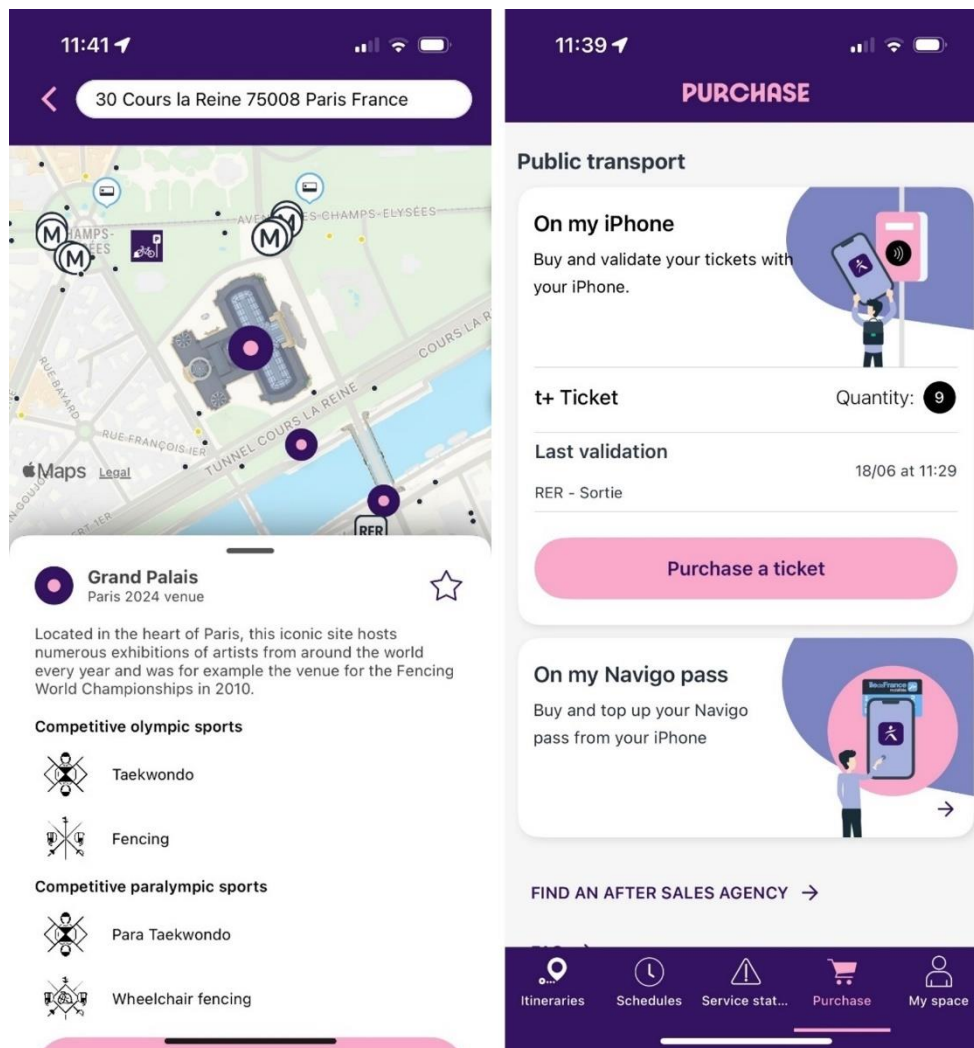 11:41
30 Cours la Reine 75008 Paris France
AVENUE DES CHAMPS-ELYSÉES
M
M
M
RUE BAYARD
COURS LA R
RUE FRANÇOIS IER
TUNNEL COURS LA REINE
Maps Legal
RER
Grand Palais
Paris 2024 venue
Located in the heart of Paris, this iconic site hosts
numerous exhibitions of artists from around the world
every year and was for example the venue for the Fencing
World Championships in 2010.
Competitive olympic sports
Taekwondo
Fencing
Competitive paralympic sports
Para Taekwondo
Wheelchair fencing
11:39
PURCHASE
Public transport
On my iPhone
Buy and validate your tickets with
your iPhone.
t+ Ticket Quantity: 9
Last validation
18/06 at 11:29
RER - Sortie
Purchase a ticket
On my Navigo pass
Buy and top up your Navigo
pass from your iPhone
FIND AN AFTER SALES AGENCY
Itineraries Schedules Service stat... Purchase My space